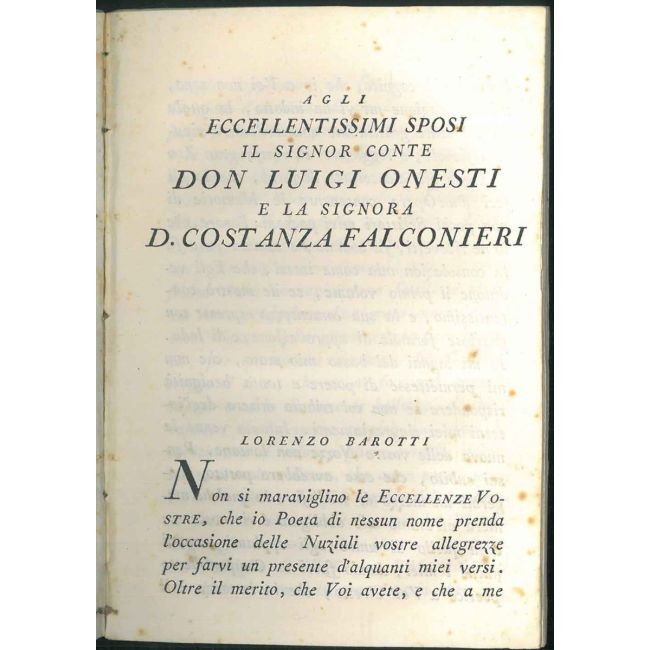 AGLI
ECCELLENTISSIMI SPOSI
IL SIGNOR CONTE
DON LUIGI ONESTI
E LA SIGNORA
D. COSTANZA FALCONIERI
LORENZO BAROTTI
Non si maraviglino le ECCELLENZE VO-
STRE, che io Poeta di nessun nome prenda
l'occasione delle Nuziali vostre allegrezze
per farvi un presente d'alquanti miei versi.
Oltre il merito, che Voi avete, e che a me